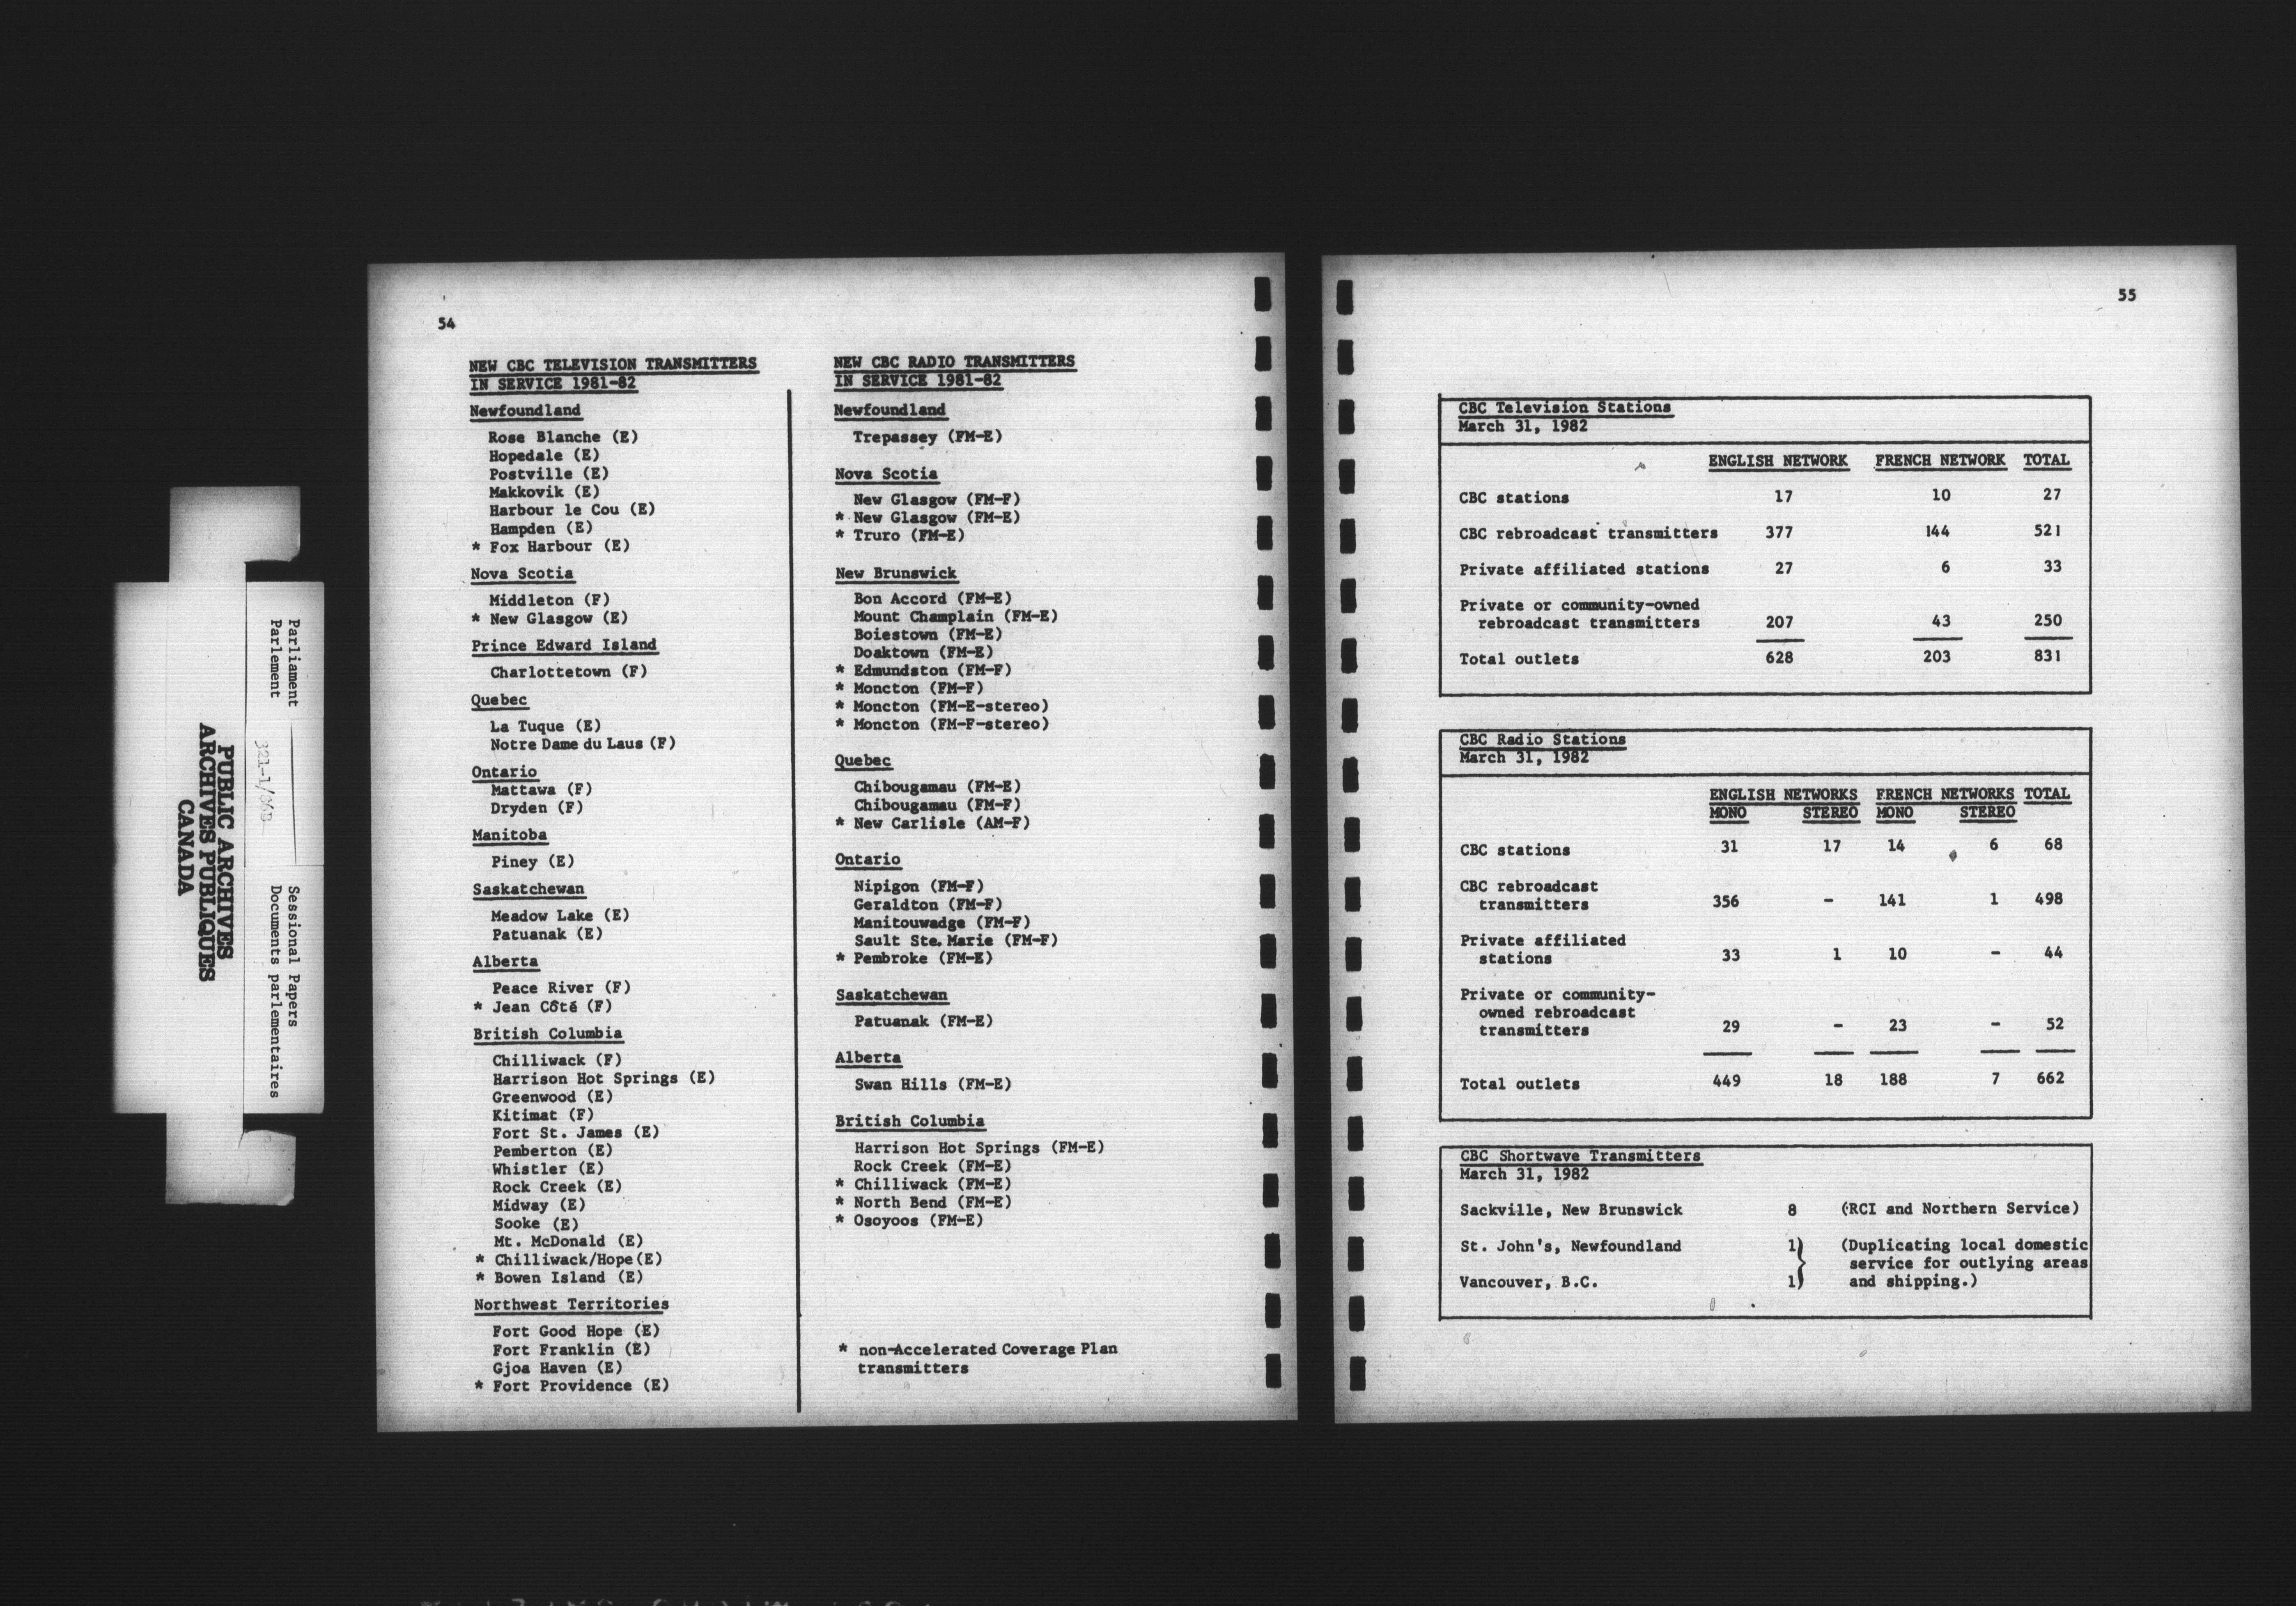 Parliament
Parlement
321-1/86B
Sessional Papers
Documents parlementaires
PUBLIC ARCHIVES
ARCHIVES PUBLIQUES
CANADA
54
NEW CBC TELEVISION TRANSMITTERS
IN SERVICE 1981-82
Newfoundland
Rose Blanche (E)
Hopedale (E)
Postville (E)
Makkovik (E)
Harbour le Cou (E)
Hampden (E)
* Fox Harbour (E)
Nova Scotia
Middleton (F)
* New Glasgow (E)
Prince Edward Island
Charlottetown (F)
Quebec
La Tuque (E)
Notre Dame du Laus (F)
Ontario
Mattawa (F)
Dryden (F)
Manitoba
Piney (E)
Saskatchewan
Meadow Lake (E)
Patuanak (E)
Alberta
Peace River (F)
* Jean Côté (F)
British Columbia
Chilliwack (F)
Harrison Hot Springs (E)
Greenwood (E)
Kitimat (F)
Fort St. James (E)
Pemberton (E)
Whistler (E)
Rock Creek (E)
Midway (E)
Sooke (E)
Mt. McDonald (E)
* Chilliwack/Hope (E)
* Bowen Island (E)
Northwest Territories
Fort Good Hope (E)
Fort Franklin (E)
Gjoa Haven (E)
* Fort Providence (E)
NEW CBC RADIO TRANSMITTERS
IN SERVICE 1981-82
Newfoundland
Trepassey (FM-E)
Nova Scotia
New Glasgow (FM-F)
* New Glasgow (FM-E)
* Truro (FM-E)
New Brunswick
Bon Accord (FM-E)
Mount Champlain (FM-E)
Boiestown (FM-E)
Doaktown (FM-E)
* Edmundston (FM-F)
* Moncton (FM-F)
* Moncton (FM-E-stereo)
* Moncton (FM-F-stereo)
Quebec
Chibougamau (FM-E)
Chibougamau (FM-F)
* New Carlisle (AM-F)
Ontario
Nipigon (FM-F)
Geraldton (FM-F)
Manitouwadge (FM-F)
Sault Ste. Marie (FM-F)
* Pembroke (FM-E)
Saskatchewan
Patuanak (FM-E)
Alberta
Swan Hills (FM-E)
British Columbia
Harrison Hot Springs (FM-E)
Rock Creek (FM-E)
* Chilliwack (FM-E)
* North Bend (FM-E)
* Osoyoos (FM-E)
* non-Accelerated Coverage Plan
transmitters
55
CBC Television Stations
March 31, 1982
ENGLISH NETWORK FRENCH NETWORK TOTAL
CBC stations 17 10 27
CBC rebroadcast transmitters 377 144 521
Private affiliated stations 27 6 33
Private or community-owned
rebroadcast transmitters 207 43 250
Total outlets 628 203 831
CBC Radio Stations
March 31, 1982
ENGLISH NETWORKS FRENCH NETWORKS TOTAL
MONO STEREO MONO STEREO
CBC stations 31 17 14 6 68
CBC rebroadcast
transmitters 356 - 141 1 498
Private affiliated
stations 33 1 10 - 44
Private or community-
owned rebroadcast
transmitters 29 - 23 - 52
Total outlets 449 18 188 7 662
CBC Shortwave Transmitters
March 31, 1982
Sackville, New Brunswick 8 (RCI and Northern Service)
St. John's, Newfoundland 1 (Duplicating local domestic
service for outlying areas
Vancouver, B.C. 1 and shipping.)